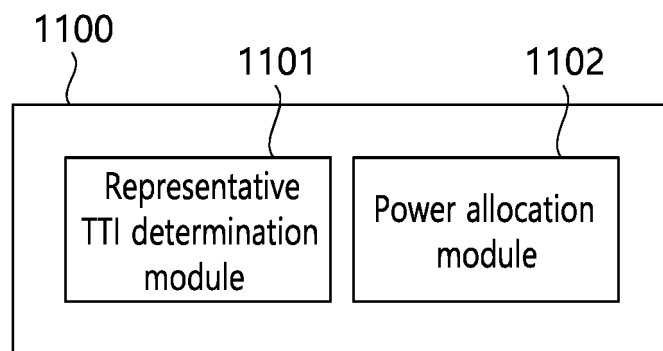 1100
1101
1102
Representative
TTI determination
module
Power allocation
module